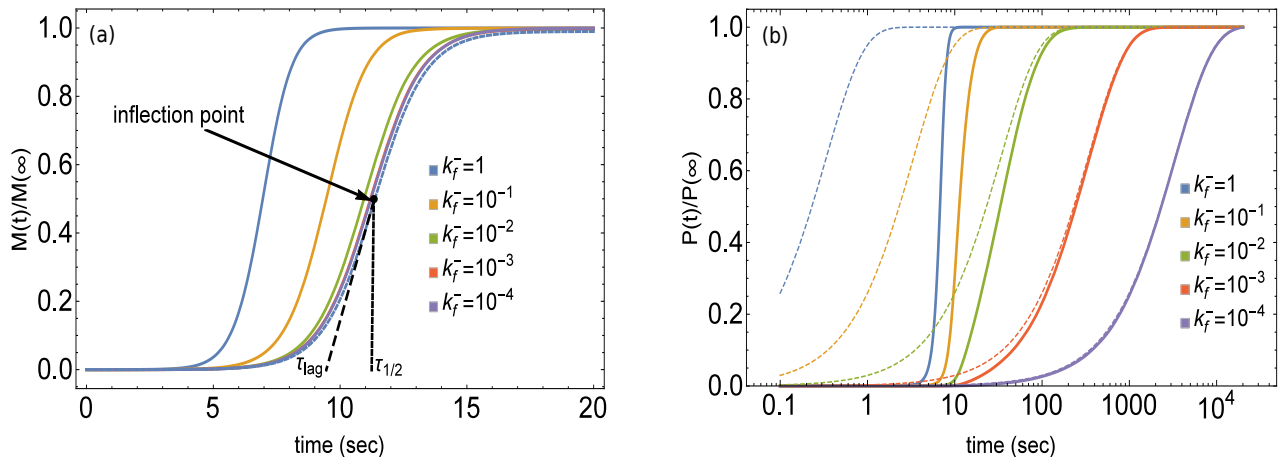 (a)
M(t)/M(∞)
1.0
0.8
0.6
0.4
0.2
0.0
inflection point
k_f^-=1
k_f^-=10^-1
k_f^-=10^-2
k_f^-=10^-3
k_f^-=10^-4
τ_lag
τ_1/2
0 5 10 15 20
time (sec)
(b)
P(t)/P(∞)
1.0
0.8
0.6
0.4
0.2
0.0
k_f^-=1
k_f^-=10^-1
k_f^-=10^-2
k_f^-=10^-3
k_f^-=10^-4
0.1 1 10 100 1000 10^4
time (sec)